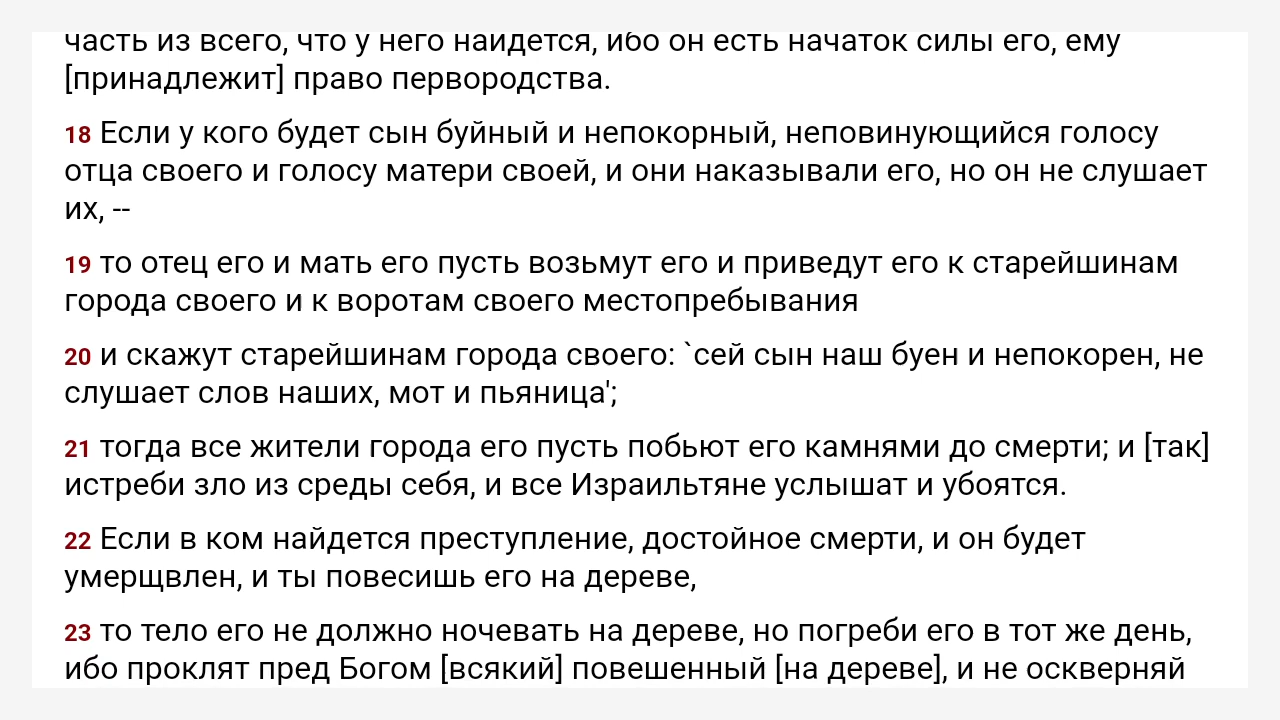 часть из всего, что у него найдется, ибо он есть начаток силы его, ему
[принадлежит] право первородства.
18 Если у кого будет сын буйный и непокорный, неповинующийся голосу
отца своего и голосу матери своей, и они наказывали его, но он не слушает
их, --
19 то отец его и мать его пусть возьмут его и приведут его к старейшинам
города своего и к воротам своего местопребывания
20 и скажут старейшинам города своего: `сей сын наш буен и непокорен, не
слушает слов наших, мот и пьяница';
21 тогда все жители города его пусть побьют его камнями до смерти; и [так]
истреби зло из среды себя, и все Израильтяне услышат и убоятся.
22 Если в ком найдется преступление, достойное смерти, и он будет
умерщвлен, и ты повесишь его на дереве,
23 то тело его не должно ночевать на дереве, но погреби его в тот же день,
ибо проклят пред Богом [всякий] повешенный [на дереве], и не оскверняй